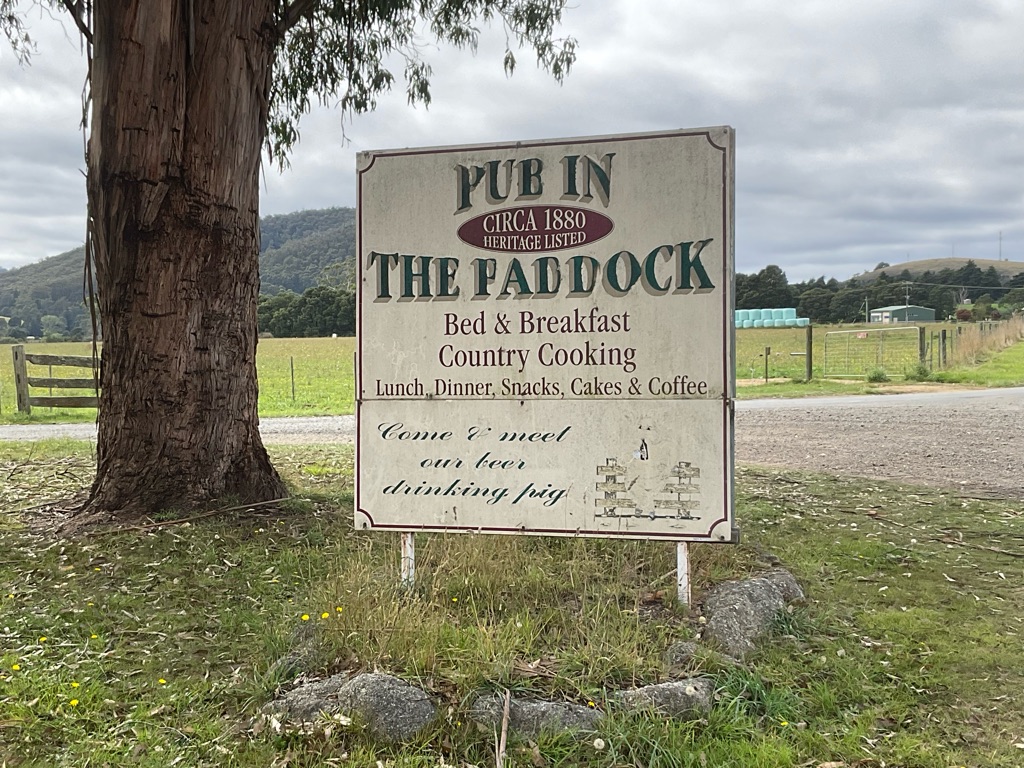 PUB IN
CIRCA 1880
HERITAGE LISTED
THE PADDOCK
Bed & Breakfast
Country Cooking
Lunch, Dinner, Snacks, Cakes & Coffee
Come & meet
our beer
drinking pig